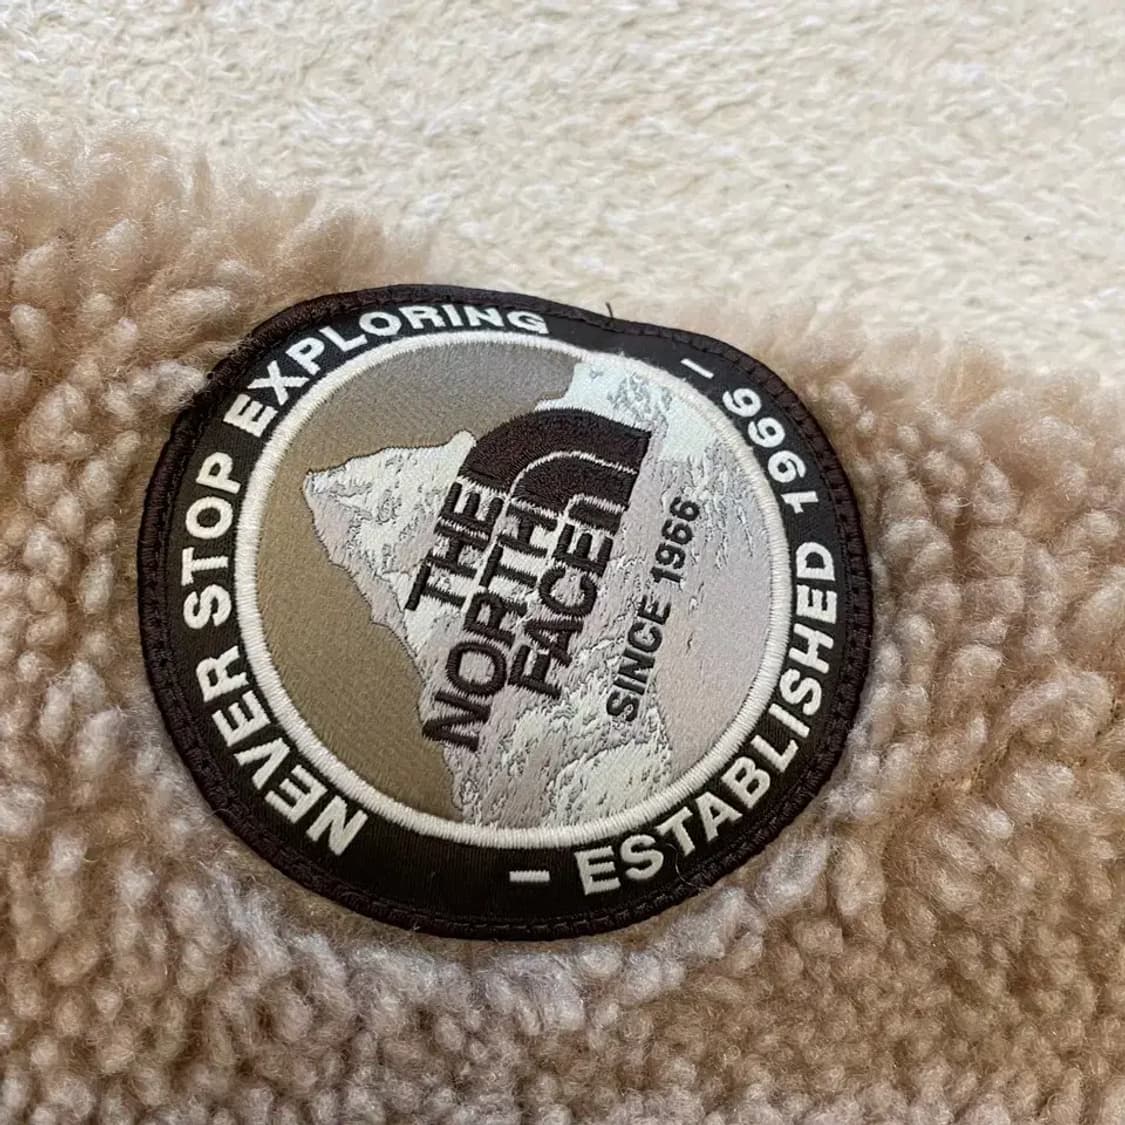 NEVER STOP EXPLORING
– ESTABLISHED 1966 –
THE
NORTH
FACE
SINCE 1966